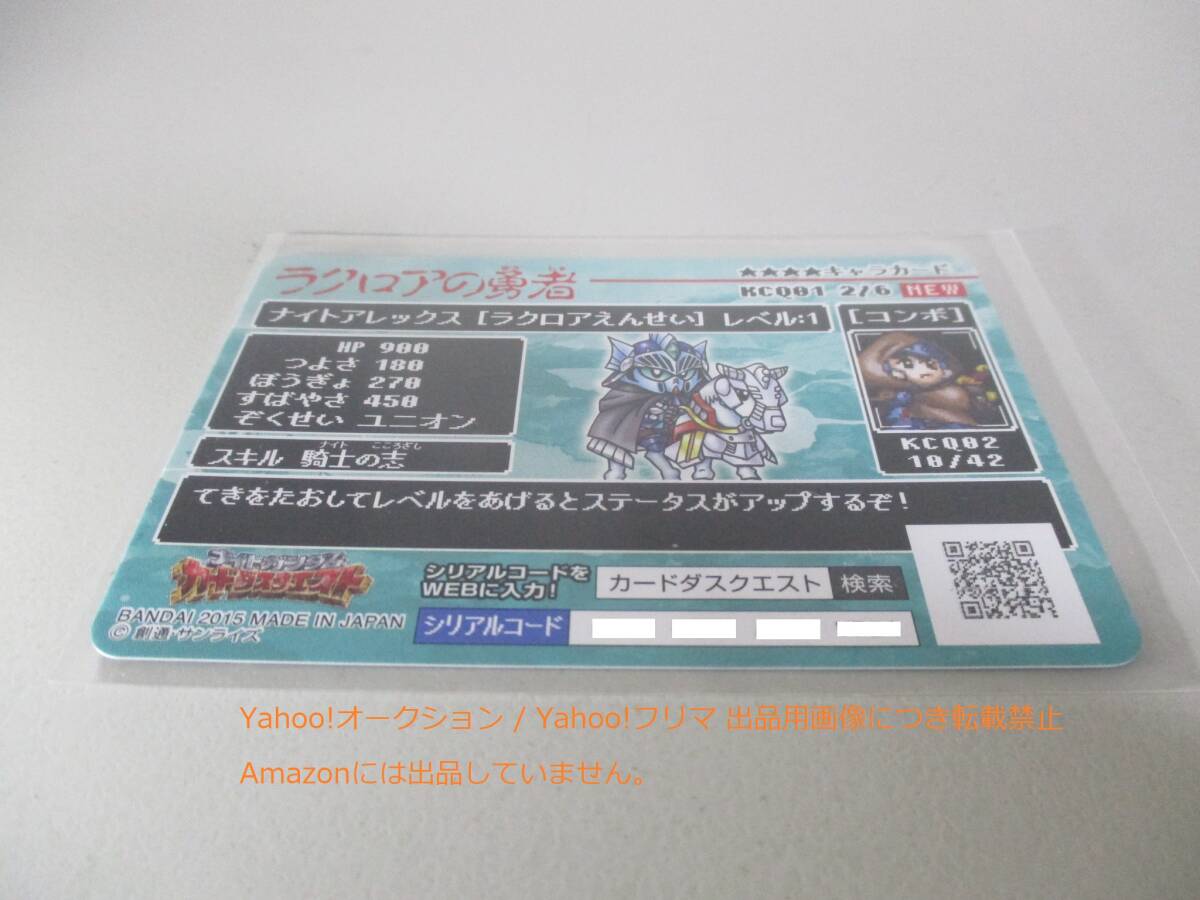 ラクロアの勇者
ゆう しゃ
★★★★キャラカード
KCQ01 2/6 NEW
ナイトアレックス [ラクロアえんせい] レベル:1
[コンボ]
HP 900
つよさ 180
ぼうぎょ 270
すばやさ 450
ぞくせい ユニオン
KCQ02
10/42
ナイト こころざし
スキル 騎士の志
てきをたおしてレベルをあげるとステータスがアップするぞ!
カードダスクエスト
シリアルコードを
WEBに入力!
カードダスクエスト 検索
シリアルコード
BANDAI 2015 MADE IN JAPAN
© 創通・サンライズ
Yahoo!オークション / Yahoo!フリマ 出品用画像につき転載禁止
Amazonには出品していません。